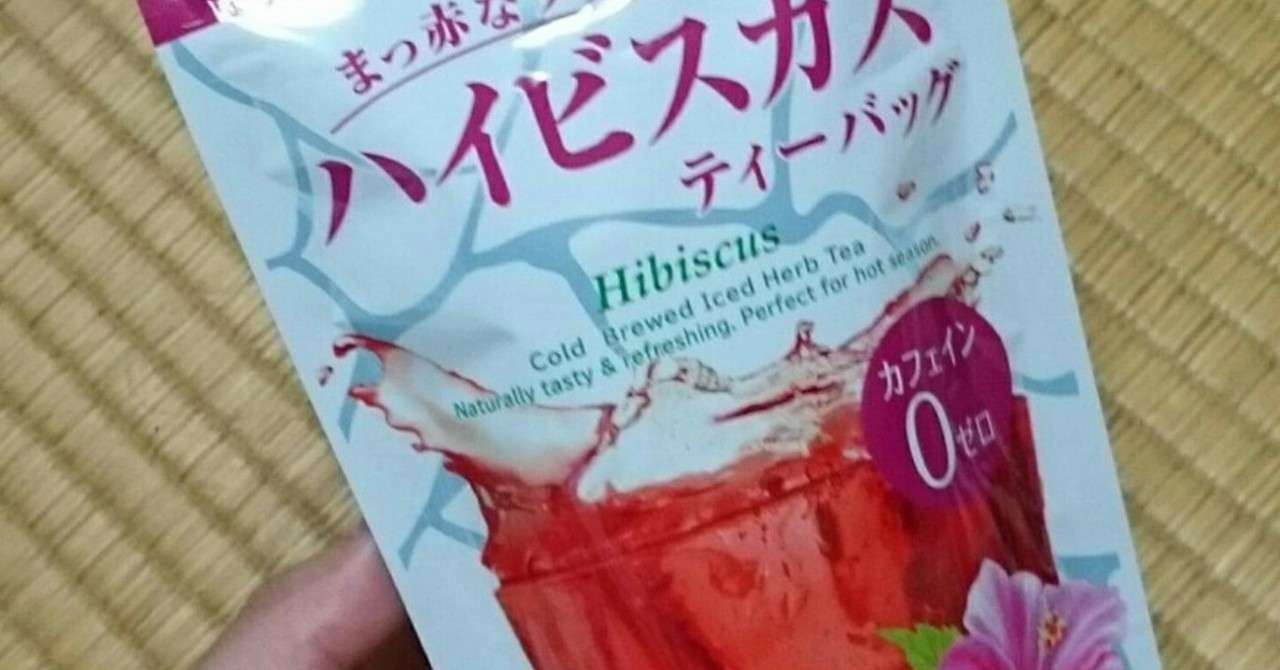 まっ赤な
ハイビスカス
ティーバッグ
Hibiscus
Cold Brewed Iced Herb Tea
Naturally tasty & refreshing. Perfect for hot season.
カフェイン
0ゼロ